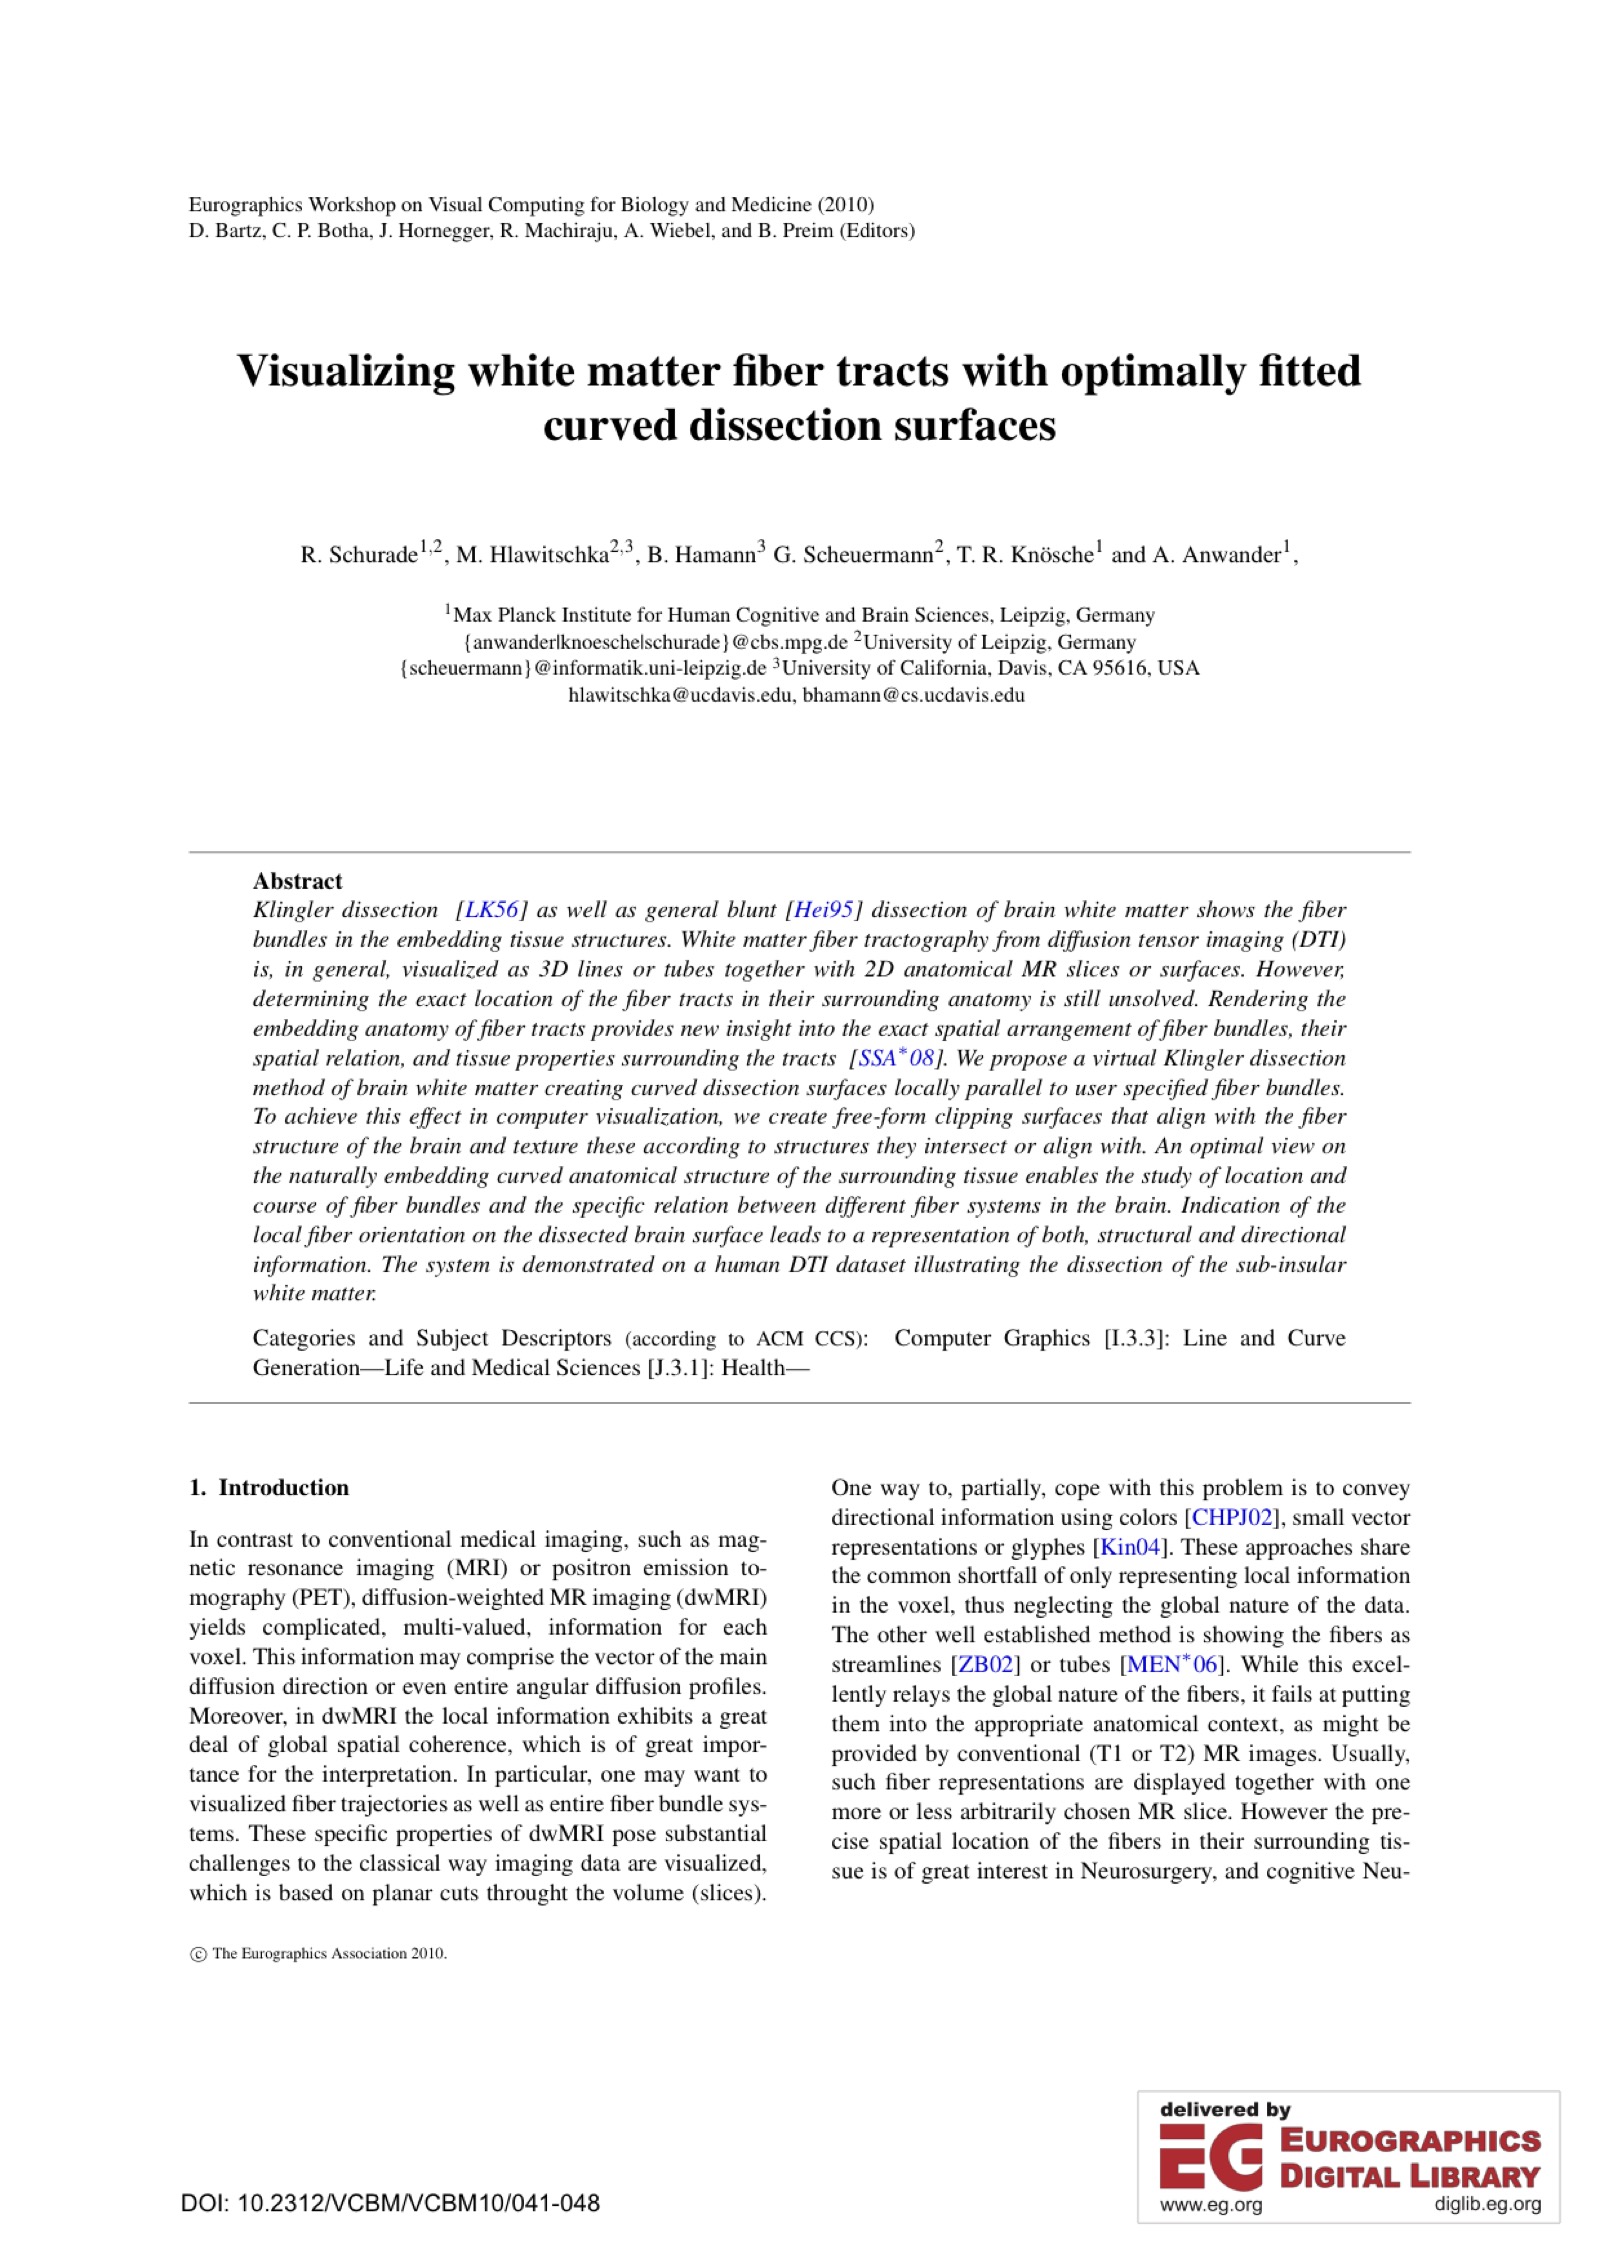 Eurographics Workshop on Visual Computing for Biology and Medicine (2010)
D. Bartz, C. P. Botha, J. Hornegger, R. Machiraju, A. Wiebel, and B. Preim (Editors)
Visualizing white matter fiber tracts with optimally fitted
curved dissection surfaces
R. Schurade1,2, M. Hlawitschka2,3, B. Hamann3 G. Scheuermann2, T. R. Knösche1 and A. Anwander1,
1Max Planck Institute for Human Cognitive and Brain Sciences, Leipzig, Germany
{anwander|knoesche|schurade}@cbs.mpg.de 2University of Leipzig, Germany
{scheuermann}@informatik.uni-leipzig.de 3University of California, Davis, CA 95616, USA
hlawitschka@ucdavis.edu, bhamann@cs.ucdavis.edu
Abstract
Klingler dissection [LK56] as well as general blunt [Hei95] dissection of brain white matter shows the fiber
bundles in the embedding tissue structures. White matter fiber tractography from diffusion tensor imaging (DTI)
is, in general, visualized as 3D lines or tubes together with 2D anatomical MR slices or surfaces. However,
determining the exact location of the fiber tracts in their surrounding anatomy is still unsolved. Rendering the
embedding anatomy of fiber tracts provides new insight into the exact spatial arrangement of fiber bundles, their
spatial relation, and tissue properties surrounding the tracts [SSA*08]. We propose a virtual Klingler dissection
method of brain white matter creating curved dissection surfaces locally parallel to user specified fiber bundles.
To achieve this effect in computer visualization, we create free-form clipping surfaces that align with the fiber
structure of the brain and texture these according to structures they intersect or align with. An optimal view on
the naturally embedding curved anatomical structure of the surrounding tissue enables the study of location and
course of fiber bundles and the specific relation between different fiber systems in the brain. Indication of the
local fiber orientation on the dissected brain surface leads to a representation of both, structural and directional
information. The system is demonstrated on a human DTI dataset illustrating the dissection of the sub-insular
white matter.
Categories and Subject Descriptors (according to ACM CCS): Computer Graphics [I.3.3]: Line and Curve
Generation—Life and Medical Sciences [J.3.1]: Health—
1. Introduction
In contrast to conventional medical imaging, such as mag-
netic resonance imaging (MRI) or positron emission to-
mography (PET), diffusion-weighted MR imaging (dwMRI)
yields complicated, multi-valued, information for each
voxel. This information may comprise the vector of the main
diffusion direction or even entire angular diffusion profiles.
Moreover, in dwMRI the local information exhibits a great
deal of global spatial coherence, which is of great impor-
tance for the interpretation. In particular, one may want to
visualized fiber trajectories as well as entire fiber bundle sys-
tems. These specific properties of dwMRI pose substantial
challenges to the classical way imaging data are visualized,
which is based on planar cuts throught the volume (slices).
One way to, partially, cope with this problem is to convey
directional information using colors [CHPJ02], small vector
representations or glyphes [Kin04]. These approaches share
the common shortfall of only representing local information
in the voxel, thus neglecting the global nature of the data.
The other well established method is showing the fibers as
streamlines [ZB02] or tubes [MEN*06]. While this excel-
lently relays the global nature of the fibers, it fails at putting
them into the appropriate anatomical context, as might be
provided by conventional (T1 or T2) MR images. Usually,
such fiber representations are displayed together with one
more or less arbitrarily chosen MR slice. However the pre-
cise spatial location of the fibers in their surrounding tis-
sue is of great interest in Neurosurgery, and cognitive Neu-
© The Eurographics Association 2010.
DOI: 10.2312/VCBM/VCBM10/041-048
delivered by
EG EUROGRAPHICS
DIGITAL LIBRARY
www.eg.org diglib.eg.org